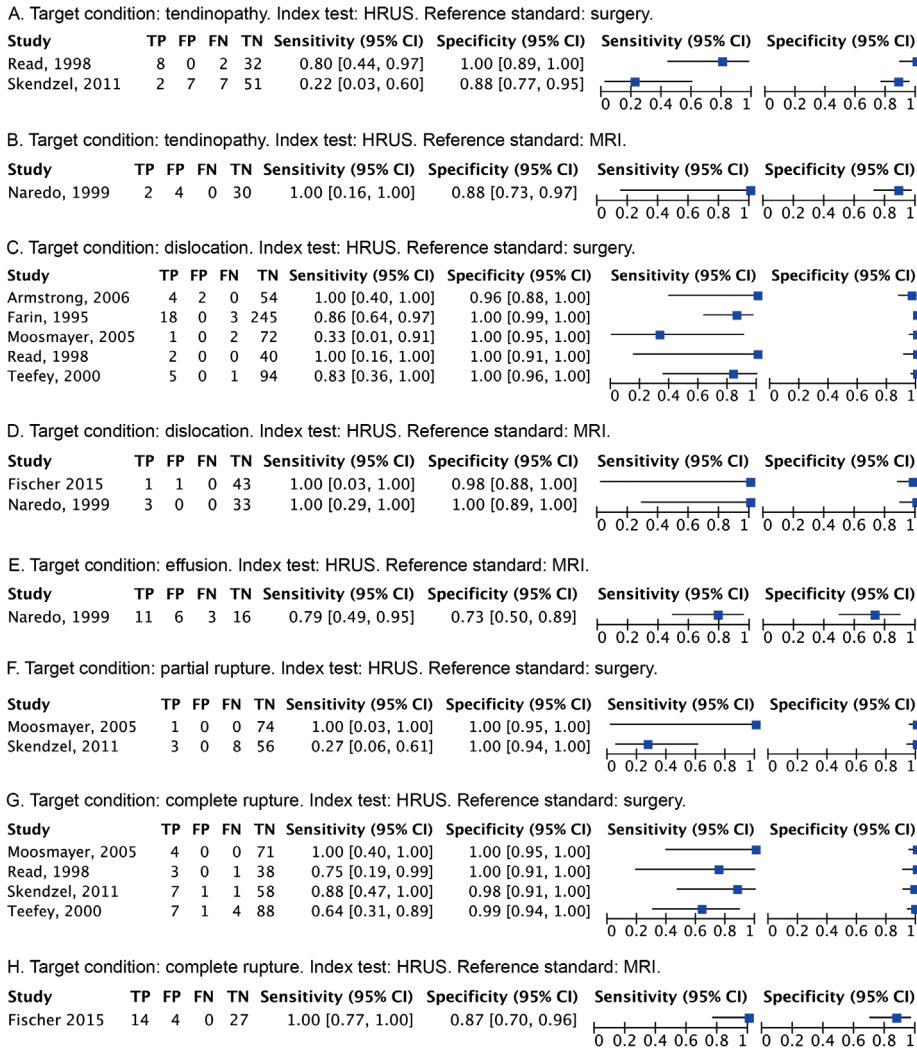 A. Target condition: tendinopathy. Index test: HRUS. Reference standard: surgery.
Study TP FP FN TN Sensitivity (95% CI) Specificity (95% CI) Sensitivity (95% CI) Specificity (95% CI)
Read, 1998 8 0 2 32 0.80 [0.44, 0.97] 1.00 [0.89, 1.00]
Skendzel, 2011 2 7 7 51 0.22 [0.03, 0.60] 0.88 [0.77, 0.95]
0 0.2 0.4 0.6 0.8 1 0 0.2 0.4 0.6 0.8 1
B. Target condition: tendinopathy. Index test: HRUS. Reference standard: MRI.
Study TP FP FN TN Sensitivity (95% CI) Specificity (95% CI) Sensitivity (95% CI) Specificity (95% CI)
Naredo, 1999 2 4 0 30 1.00 [0.16, 1.00] 0.88 [0.73, 0.97]
0 0.2 0.4 0.6 0.8 1 0 0.2 0.4 0.6 0.8 1
C. Target condition: dislocation. Index test: HRUS. Reference standard: surgery.
Study TP FP FN TN Sensitivity (95% CI) Specificity (95% CI) Sensitivity (95% CI) Specificity (95% CI)
Armstrong, 2006 4 2 0 54 1.00 [0.40, 1.00] 0.96 [0.88, 1.00]
Farin, 1995 18 0 3 245 0.86 [0.64, 0.97] 1.00 [0.99, 1.00]
Moosmayer, 2005 1 0 2 72 0.33 [0.01, 0.91] 1.00 [0.95, 1.00]
Read, 1998 2 0 0 40 1.00 [0.16, 1.00] 1.00 [0.91, 1.00]
Teefey, 2000 5 0 1 94 0.83 [0.36, 1.00] 1.00 [0.96, 1.00]
0 0.2 0.4 0.6 0.8 1 0 0.2 0.4 0.6 0.8 1
D. Target condition: dislocation. Index test: HRUS. Reference standard: MRI.
Study TP FP FN TN Sensitivity (95% CI) Specificity (95% CI) Sensitivity (95% CI) Specificity (95% CI)
Fischer 2015 1 1 0 43 1.00 [0.03, 1.00] 0.98 [0.88, 1.00]
Naredo, 1999 3 0 0 33 1.00 [0.29, 1.00] 1.00 [0.89, 1.00]
0 0.2 0.4 0.6 0.8 1 0 0.2 0.4 0.6 0.8 1
E. Target condition: effusion. Index test: HRUS. Reference standard: MRI.
Study TP FP FN TN Sensitivity (95% CI) Specificity (95% CI) Sensitivity (95% CI) Specificity (95% CI)
Naredo, 1999 11 6 3 16 0.79 [0.49, 0.95] 0.73 [0.50, 0.89]
0 0.2 0.4 0.6 0.8 1 0 0.2 0.4 0.6 0.8 1
F. Target condition: partial rupture. Index test: HRUS. Reference standard: surgery.
Study TP FP FN TN Sensitivity (95% CI) Specificity (95% CI) Sensitivity (95% CI) Specificity (95% CI)
Moosmayer, 2005 1 0 0 74 1.00 [0.03, 1.00] 1.00 [0.95, 1.00]
Skendzel, 2011 3 0 8 56 0.27 [0.06, 0.61] 1.00 [0.94, 1.00]
0 0.2 0.4 0.6 0.8 1 0 0.2 0.4 0.6 0.8 1
G. Target condition: complete rupture. Index test: HRUS. Reference standard: surgery.
Study TP FP FN TN Sensitivity (95% CI) Specificity (95% CI) Sensitivity (95% CI) Specificity (95% CI)
Moosmayer, 2005 4 0 0 71 1.00 [0.40, 1.00] 1.00 [0.95, 1.00]
Read, 1998 3 0 1 38 0.75 [0.19, 0.99] 1.00 [0.91, 1.00]
Skendzel, 2011 7 1 1 58 0.88 [0.47, 1.00] 0.98 [0.91, 1.00]
Teefey, 2000 7 1 4 88 0.64 [0.31, 0.89] 0.99 [0.94, 1.00]
0 0.2 0.4 0.6 0.8 1 0 0.2 0.4 0.6 0.8 1
H. Target condition: complete rupture. Index test: HRUS. Reference standard: MRI.
Study TP FP FN TN Sensitivity (95% CI) Specificity (95% CI) Sensitivity (95% CI) Specificity (95% CI)
Fischer 2015 14 4 0 27 1.00 [0.77, 1.00] 0.87 [0.70, 0.96]
0 0.2 0.4 0.6 0.8 1 0 0.2 0.4 0.6 0.8 1